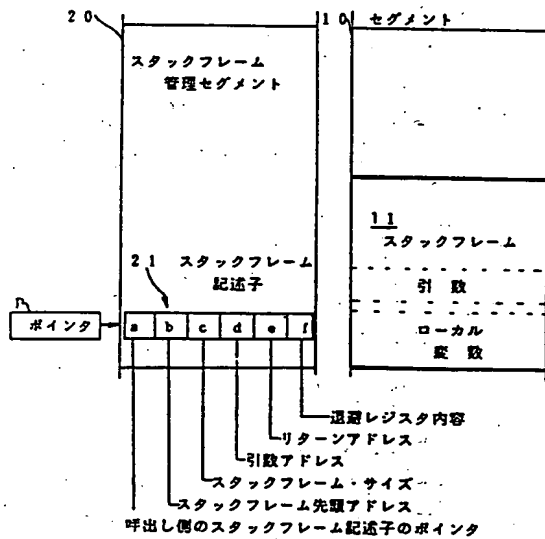 20
10 セグメント
スタックフレーム
管理セグメント
11
スタックフレーム
21 スタックフレーム
記述子
引数
ポインタ
a b c d e f
ローカル
変数
退避レジスタ内容
リターンアドレス
引数アドレス
スタックフレーム・サイズ
スタックフレーム先頭アドレス
呼出し側のスタックフレーム記述子のポインタ